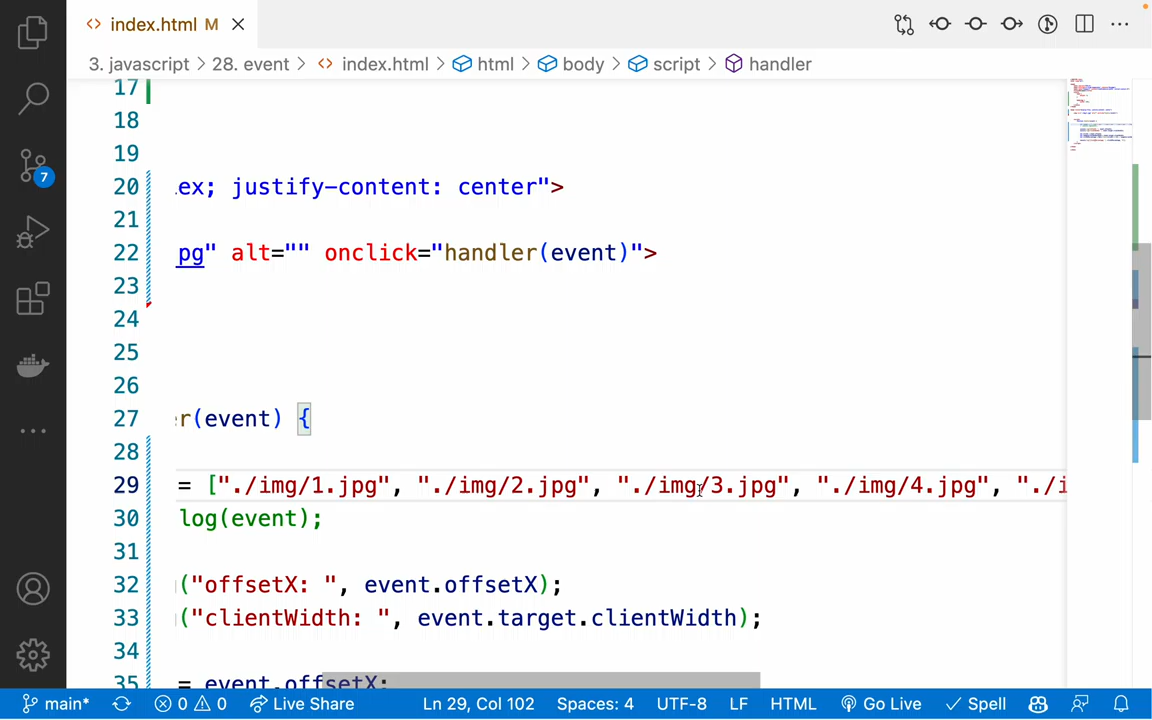 index.html M
3. javascript > 28. event > index.html > html > body > script > handler
17
18
19
20 ex; justify-content: center">
21
22 pg" alt="" onclick="handler(event)">
23
24
25
26
27 r(event) {
28
29 = ["./img/1.jpg", "./img/2.jpg", "./img/3.jpg", "./img/4.jpg", "./i
30 log(event);
31
32 ("offsetX: ", event.offsetX);
33 ("clientWidth: ", event.target.clientWidth);
34
35 = event.offsetX;
7
main* 0 0 Live Share Ln 29, Col 102 Spaces: 4 UTF-8 LF HTML Go Live Spell